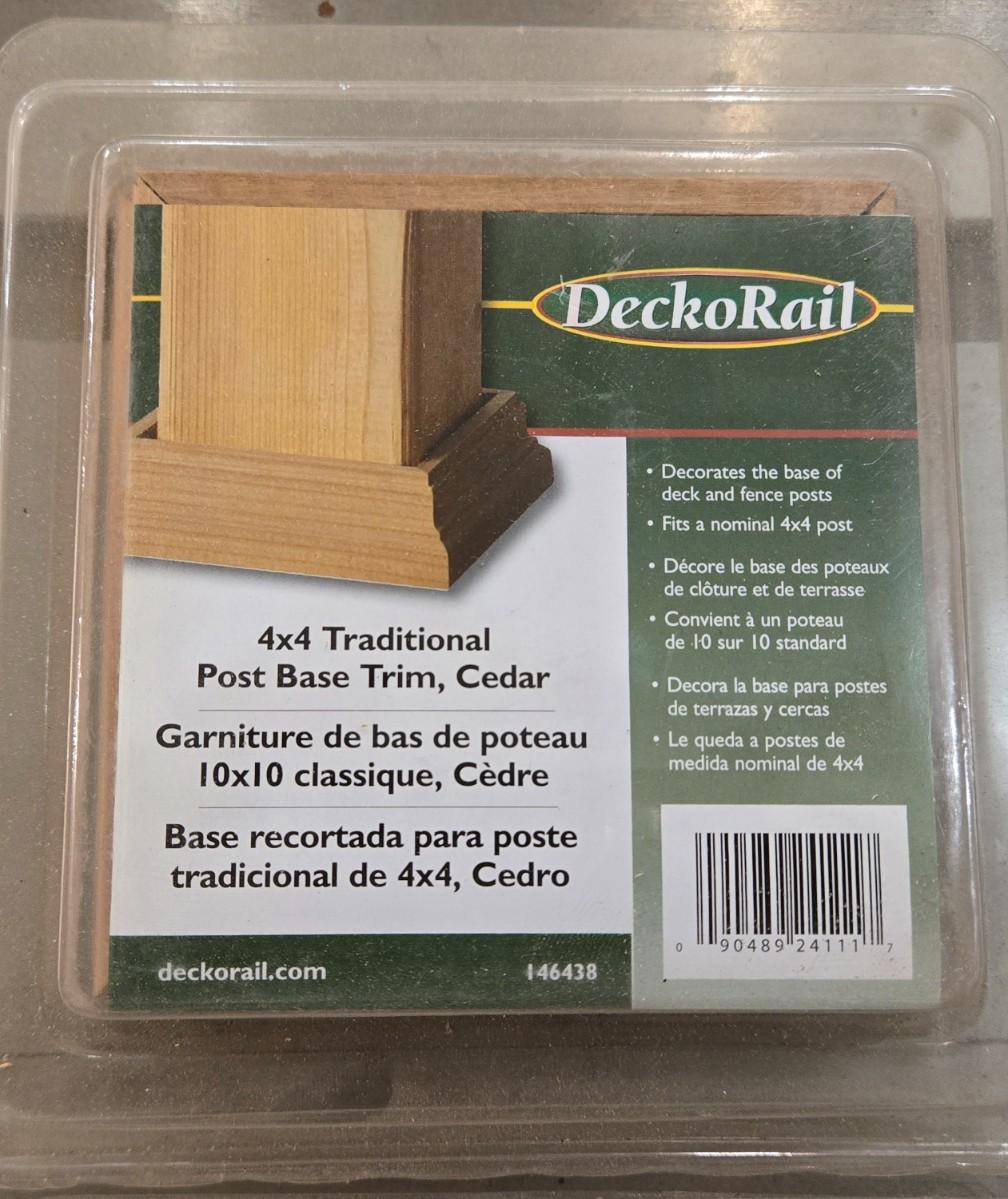 DeckoRail
• Decorates the base of
deck and fence posts
• Fits a nominal 4x4 post
• Décore le base des poteaux
de clôture et de terrasse
• Convient à un poteau
de 10 sur 10 standard
• Decora la base para postes
de terrazas y cercas
• Le queda a postes de
medida nominal de 4x4
4x4 Traditional
Post Base Trim, Cedar
Garniture de bas de poteau
10x10 classique, Cèdre
Base recortada para poste
tradicional de 4x4, Cedro
deckorail.com
146438
0 90489 24111 7